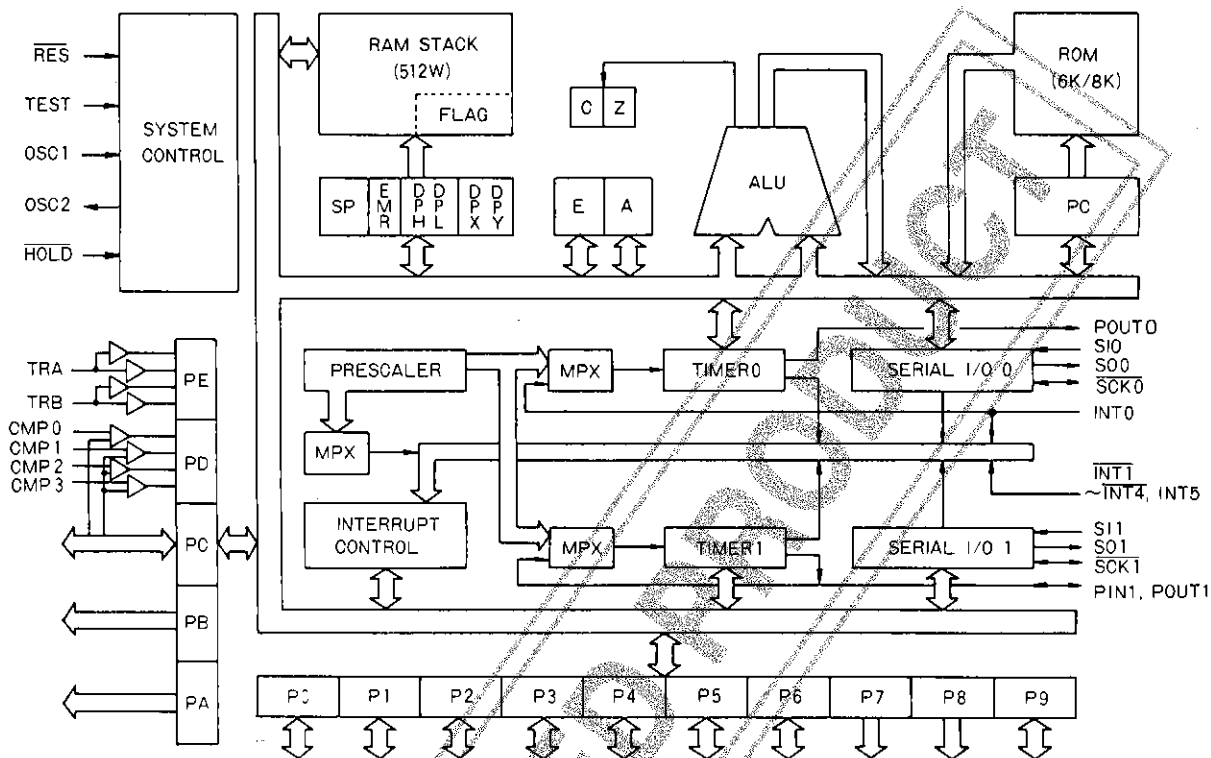 RES
TEST
OSC1
OSC2
HOLD
SYSTEM
CONTROL
RAM STACK
(512W)
FLAG
SP
EMR
DPH
DPL
DPX
DPY
C Z
E A
ALU
ROM
(6K/8K)
PC
TRA
TRB
CMP0
CMP1
CMP2
CMP3
PE
PD
PC
PB
PA
PRESCALER
MPX
TIMER0
SERIAL I/O 0
POUT0
SI0
SO0
SCK0
INT0
MPX
INT1
~INT4, INT5
INTERRUPT
CONTROL
MPX
TIMER1
SERIAL I/O 1
SI1
SO1
SCK1
PIN1, POUT1
P0 P1 P2 P3 P4 P5 P6 P7 P8 P9
D PRODUCT